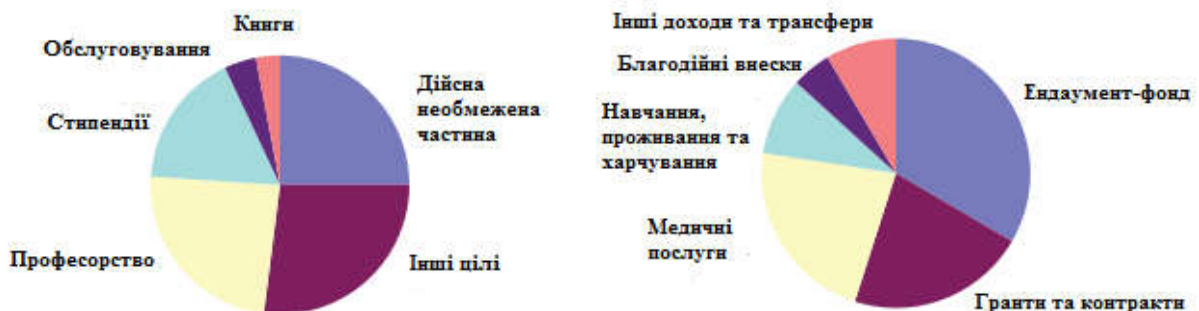 Книги
Обслуговування
Дійсна
необмежена
частина
Стипендії
Професорство
Інші цілі
Інші доходи та трансфери
Благодійні внески
Ендаумент-фонд
Навчання,
проживання та
харчування
Медичні
послуги
Гранти та контракти